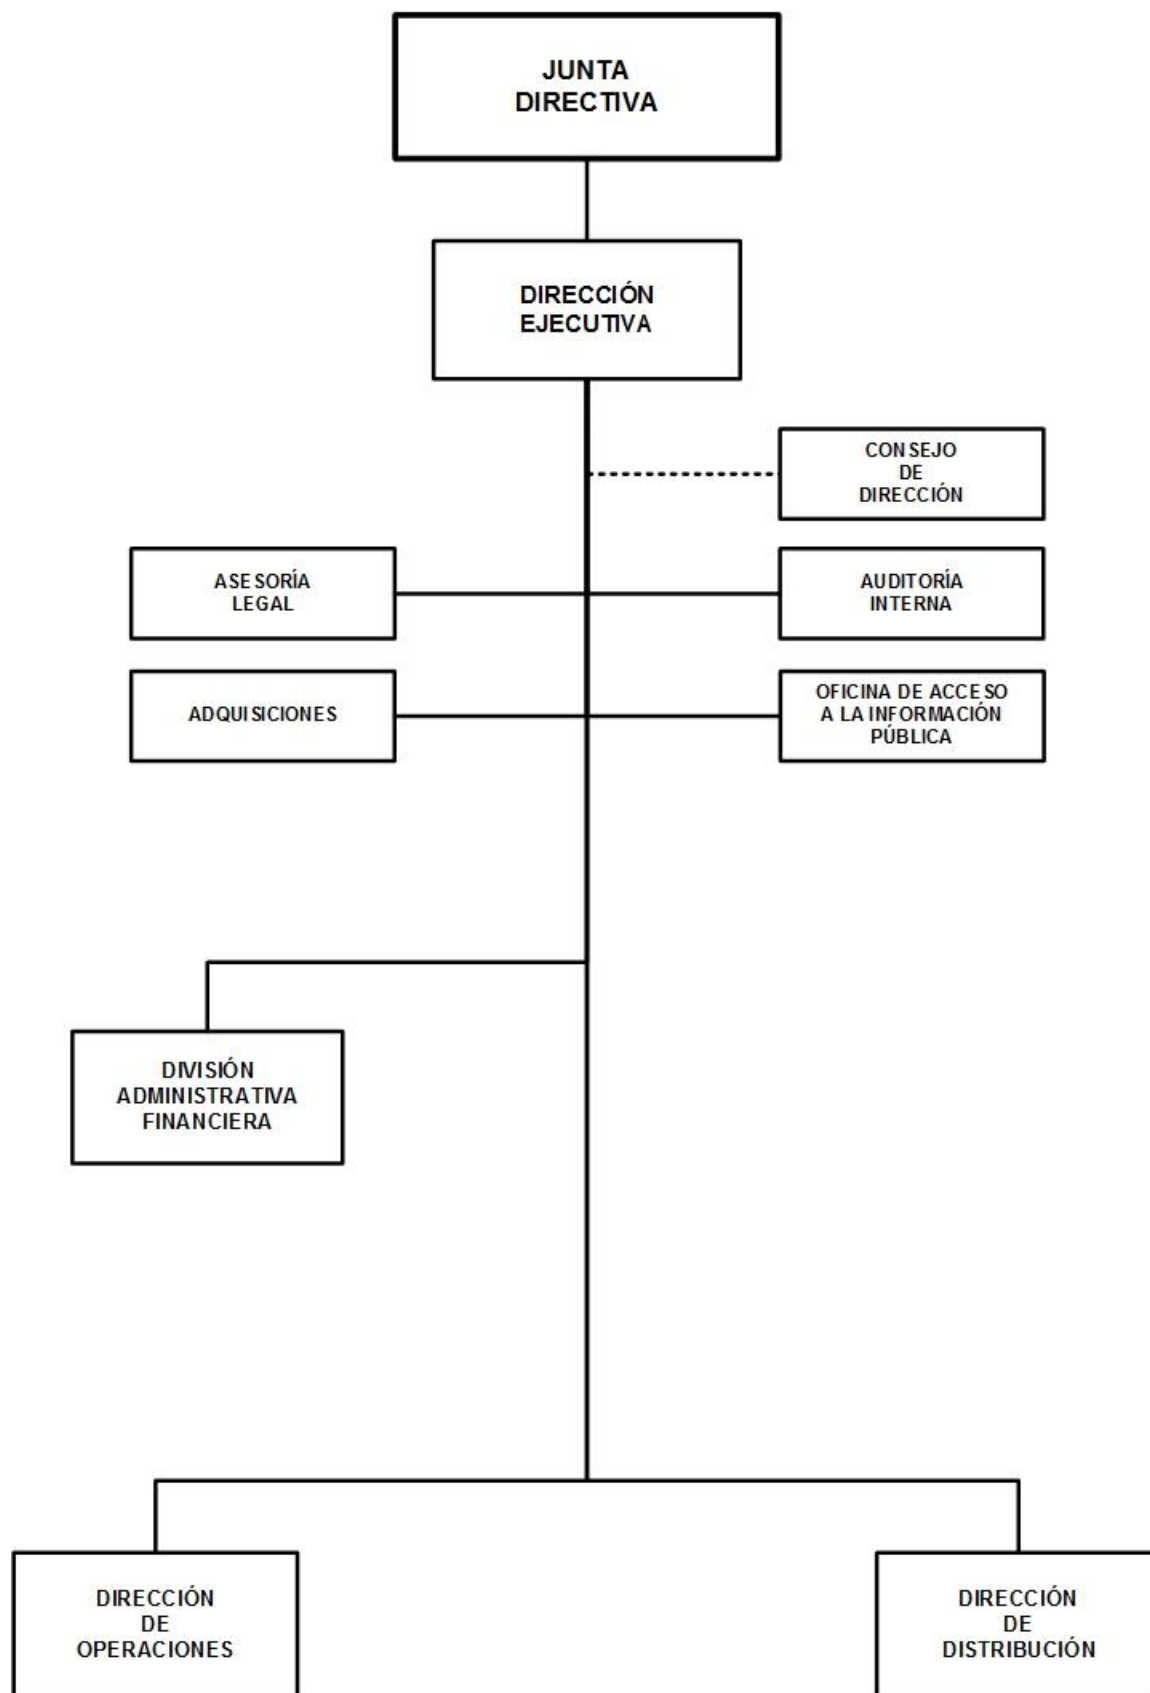 JUNTA
DIRECTIVA
DIRECCIÓN
EJECUTIVA
CONSEJO
DE
DIRECCIÓN
ASESORÍA
LEGAL
AUDITORÍA
INTERNA
ADQUISICIONES
OFICINA DE ACCESO
A LA INFORMACIÓN
PÚBLICA
DIVISIÓN
ADMINISTRATIVA
FINANCIERA
DIRECCIÓN
DE
OPERACIONES
DIRECCIÓN
DE
DISTRIBUCIÓN